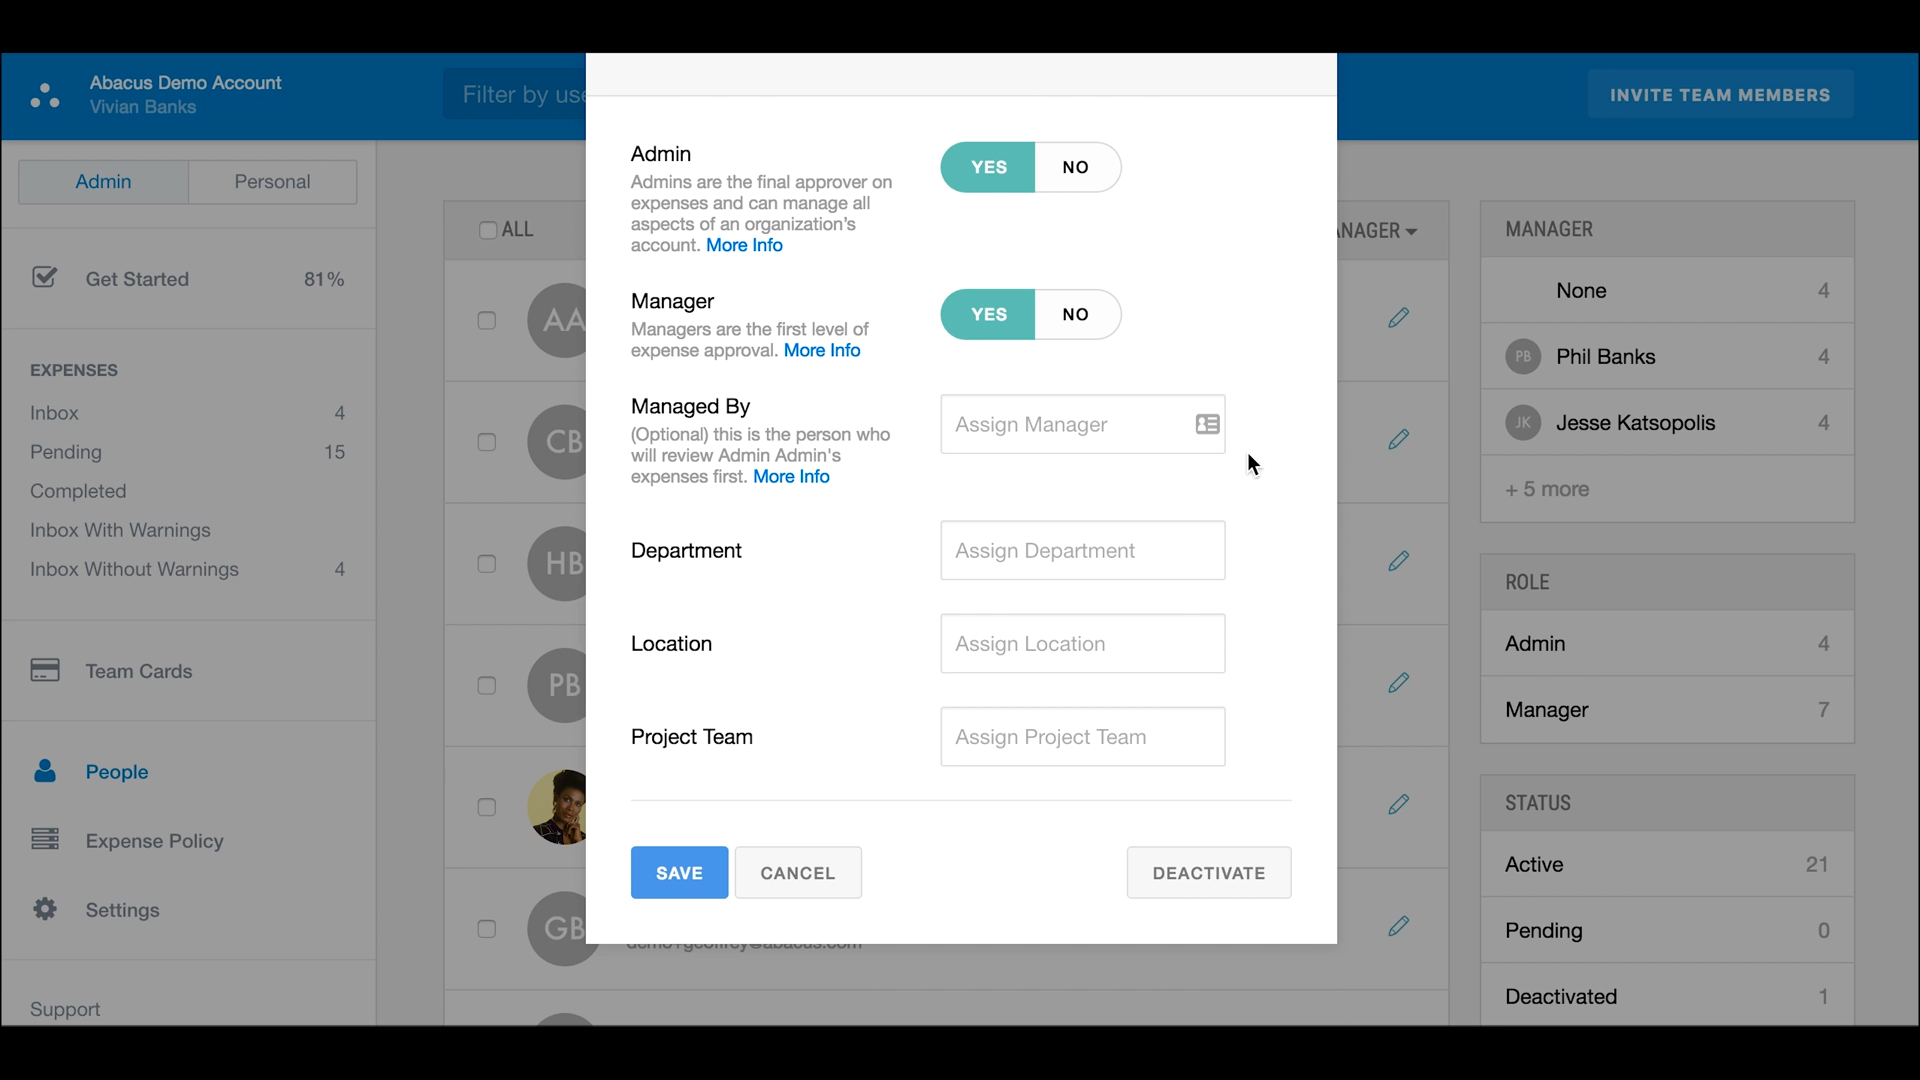 Abacus Demo Account
Vivian Banks
Filter by use
INVITE TEAM MEMBERS
Admin
Personal
Get Started 81%
EXPENSES
Inbox 4
Pending 15
Completed
Inbox With Warnings
Inbox Without Warnings 4
Team Cards
People
Expense Policy
Settings
Support
ALL
AA
CB
HB
PB
GB
Admin
YES NO
Admins are the final approver on
expenses and can manage all
aspects of an organization's
account. More Info
Manager
YES NO
Managers are the first level of
expense approval. More Info
Managed By
Assign Manager
(Optional) this is the person who
will review Admin Admin's
expenses first. More Info
Department
Assign Department
Location
Assign Location
Project Team
Assign Project Team
SAVE
CANCEL
DEACTIVATE
ANAGER
MANAGER
None 4
PB Phil Banks 4
JK Jesse Katsopolis 4
+ 5 more
ROLE
Admin 4
Manager 7
STATUS
Active 21
Pending 0
Deactivated 1